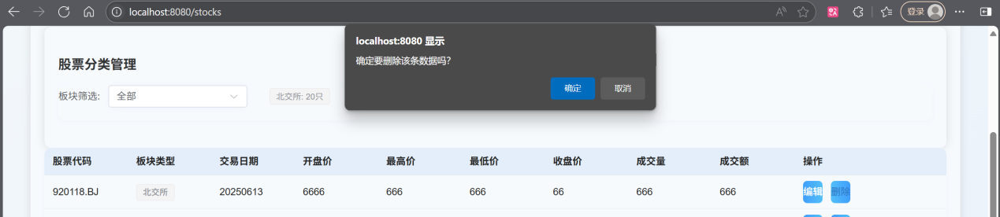 localhost:8080/stocks
登录
localhost:8080 显示
确定要删除该条数据吗?
确定 取消
股票分类管理
板块筛选: 全部 北交所: 20只
股票代码 板块类型 交易日期 开盘价 最高价 最低价 收盘价 成交量 成交额 操作
920118.BJ 北交所 20250613 6666 666 666 66 666 666 编辑 删除